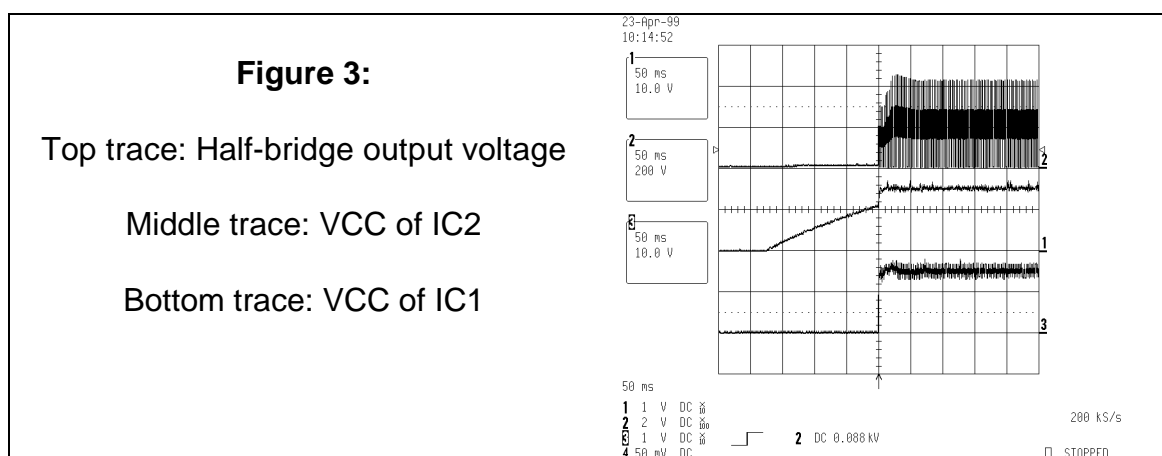 Figure 3:
Top trace: Half-bridge output voltage
Middle trace: VCC of IC2
Bottom trace: VCC of IC1
23-Apr-99
10:14:52
1
50 ms
10.0 V
2
50 ms
200 V
3
50 ms
10.0 V
2
1
3
50 ms
1 1 V DC
2 2 V DC
3 1 V DC
4 50 mV DC
2 DC 0.088 kV
200 kS/s
STOPPED